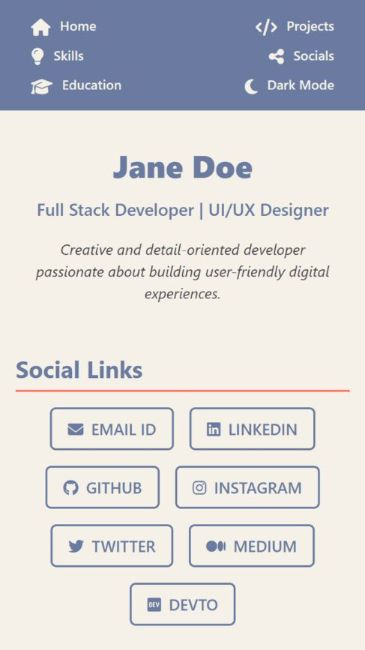 Home
Projects
Skills
Socials
Education
Dark Mode
Jane Doe
Full Stack Developer | UI/UX Designer
Creative and detail-oriented developer
passionate about building user-friendly digital
experiences.
Social Links
EMAIL ID
LINKEDIN
GITHUB
INSTAGRAM
TWITTER
MEDIUM
DEV DEVTO